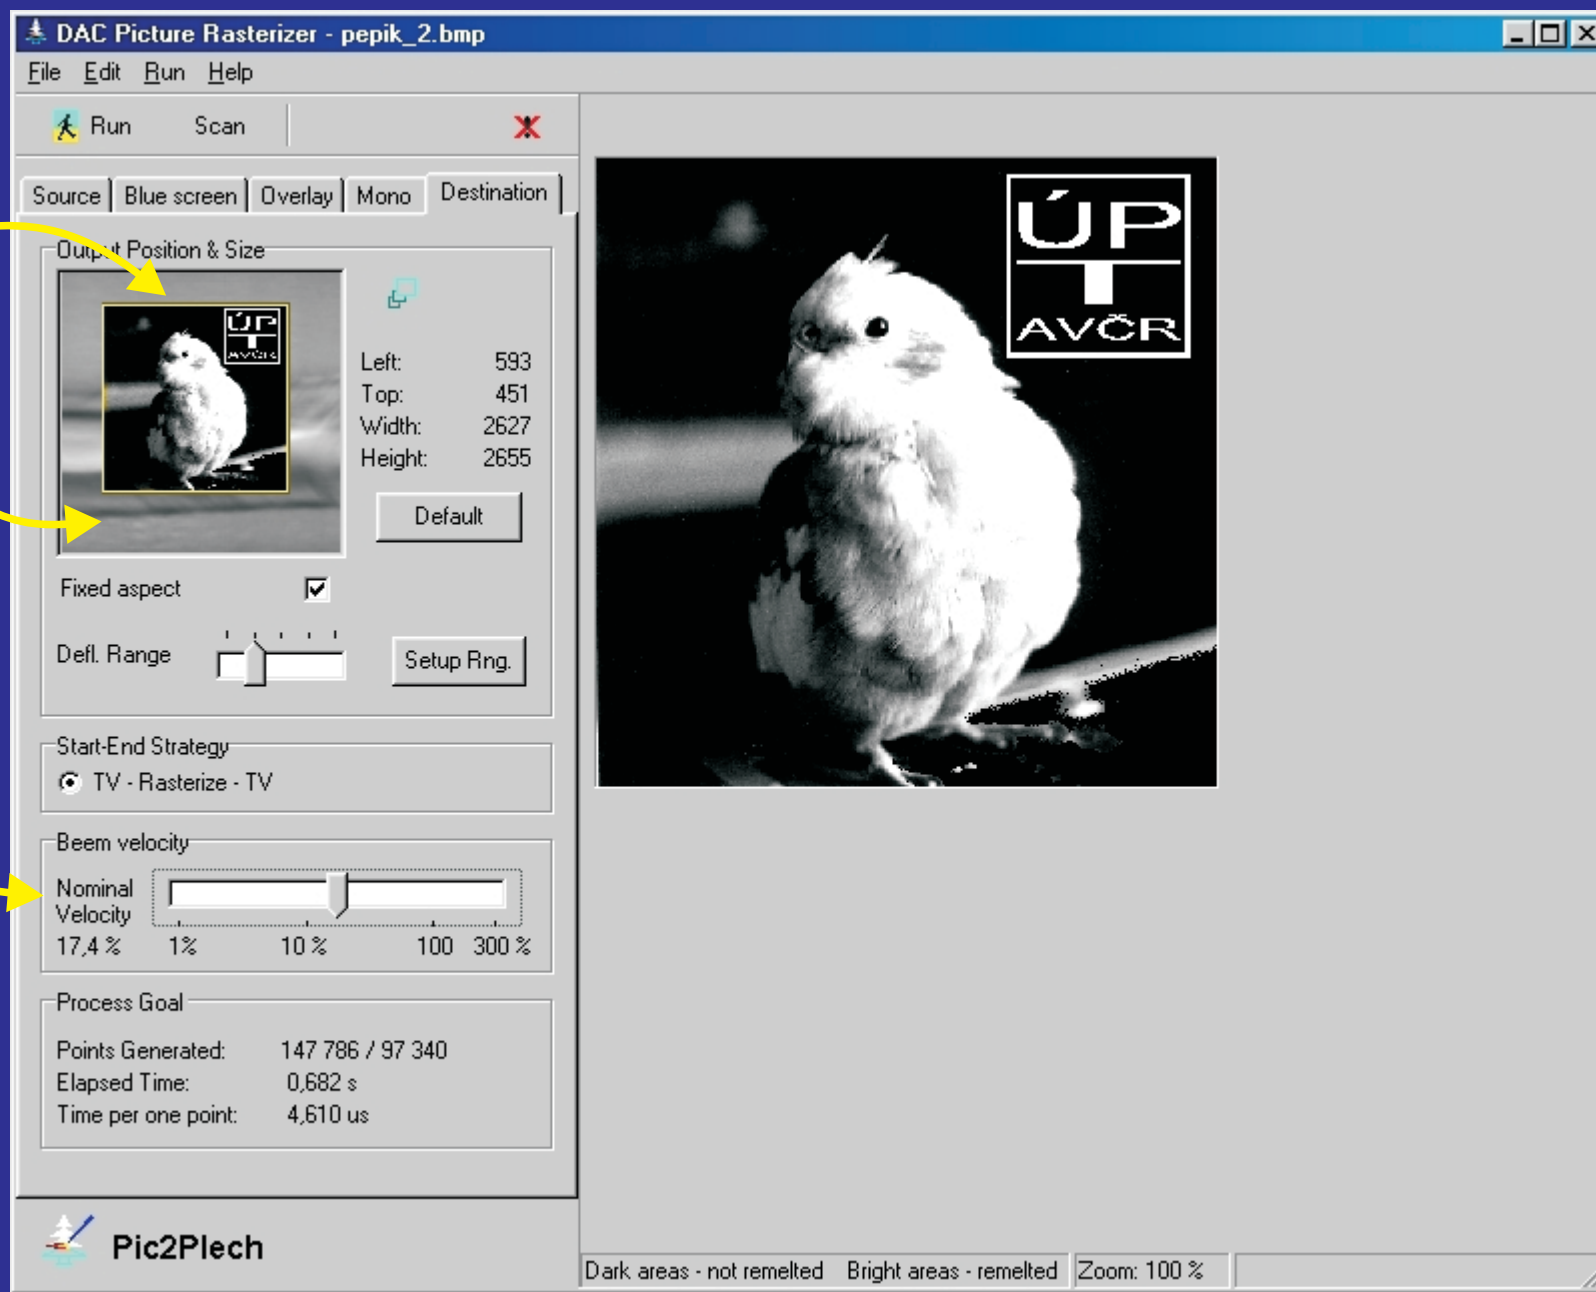 DAC Picture Rasterizer - pepik_2.bmp
File Edit Run Help
Run Scan
Source Blue screen Overlay Mono Destination
Output Position & Size
ÚP
T
AVČR
Left: 593
Top: 451
Width: 2627
Height: 2655
Default
Fixed aspect
Defl. Range
Setup Rng.
Start-End Strategy
TV - Rasterize - TV
Beem velocity
Nominal
Velocity
17,4 % 1% 10 % 100 300 %
Process Goal
Points Generated: 147 786 / 97 340
Elapsed Time: 0,682 s
Time per one point: 4,610 us
Pic2Plech
ÚP
T
AVČR
Dark areas - not remelted Bright areas - remelted Zoom: 100 %